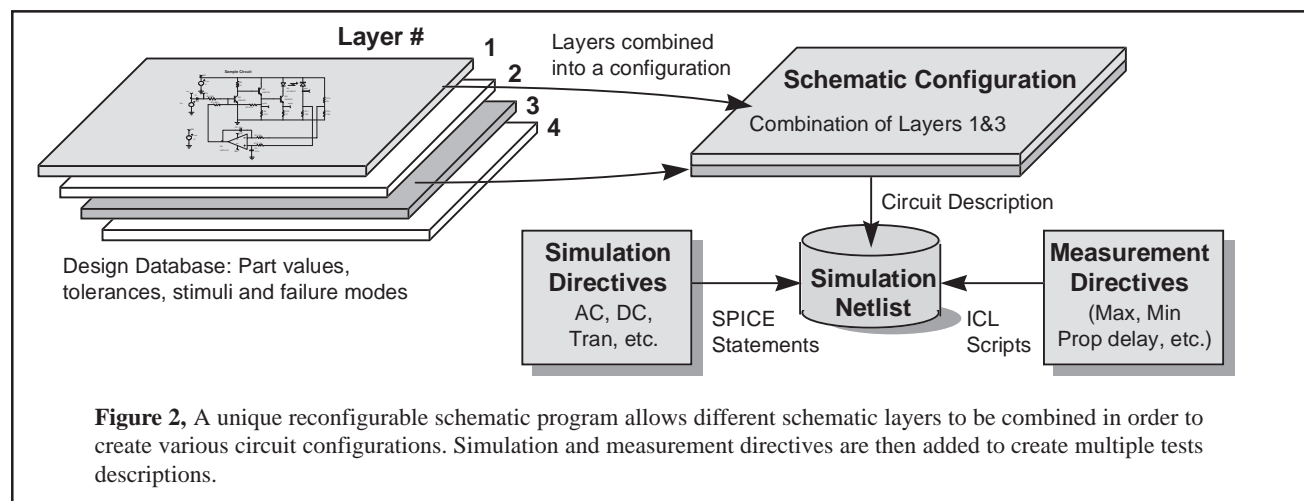 Layer #
1
2
3
4
Sample Circuit
Layers combined
into a configuration
Schematic Configuration
Combination of Layers 1&3
Circuit Description
Design Database: Part values,
tolerances, stimuli and failure modes
Simulation
Directives
AC, DC,
Tran, etc.
SPICE
Statements
Simulation
Netlist
ICL
Scripts
Measurement
Directives
(Max, Min
Prop delay, etc.)
Figure 2, A unique reconfigurable schematic program allows different schematic layers to be combined in order to
create various circuit configurations. Simulation and measurement directives are then added to create multiple tests
descriptions.